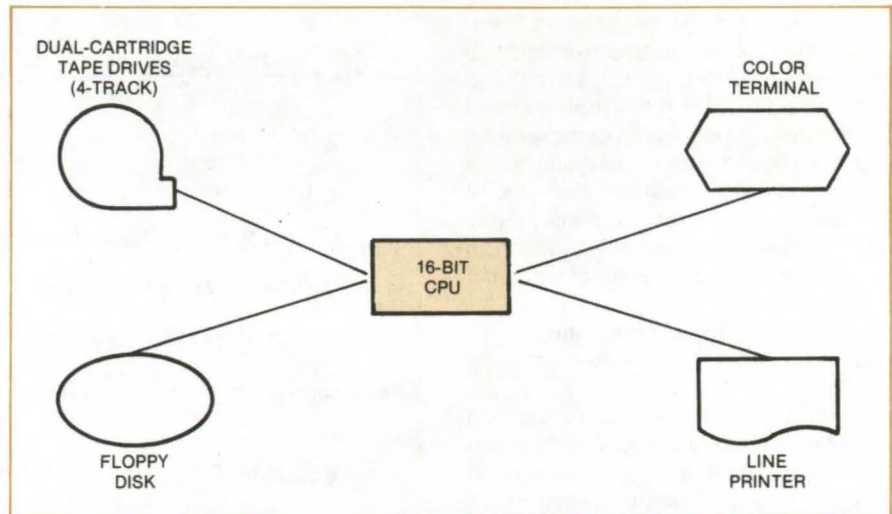 DUAL-CARTRIDGE
TAPE DRIVES
(4-TRACK)
COLOR
TERMINAL
16-BIT
CPU
FLOPPY
DISK
LINE
PRINTER